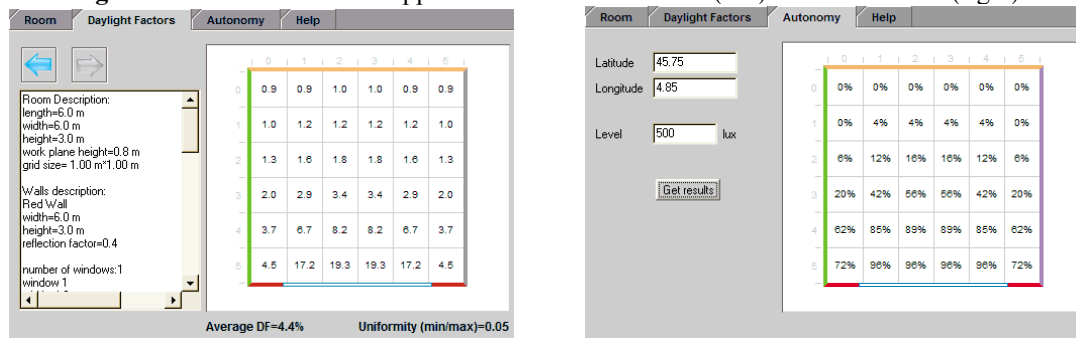 Room Daylight Factors Autonomy Help
Room Description:
length=6.0 m
width=6.0 m
height=3.0 m
work plane height=0.8 m
grid size= 1.00 m*1.00 m
Walls description:
Red Wall
width=6.0 m
height=3.0 m
reflection factor=0.4
number of windows:1
window 1
0 1 2 3 4 5
0 0.9 0.9 1.0 1.0 0.9 0.9
1 1.0 1.2 1.2 1.2 1.2 1.0
2 1.3 1.6 1.8 1.8 1.6 1.3
3 2.0 2.9 3.4 3.4 2.9 2.0
4 3.7 6.7 8.2 8.2 6.7 3.7
5 4.5 17.2 19.3 19.3 17.2 4.5
Average DF=4.4% Uniformity (min/max)=0.05
Room Daylight Factors Autonomy Help
Latitude 45.75
Longitude 4.85
Level 500 lux
Get results
0 1 2 3 4 5
0 0% 0% 0% 0% 0% 0%
1 0% 4% 4% 4% 4% 0%
2 6% 12% 16% 16% 12% 6%
3 20% 42% 56% 56% 42% 20%
4 62% 85% 89% 89% 85% 62%
5 72% 96% 96% 96% 96% 72%